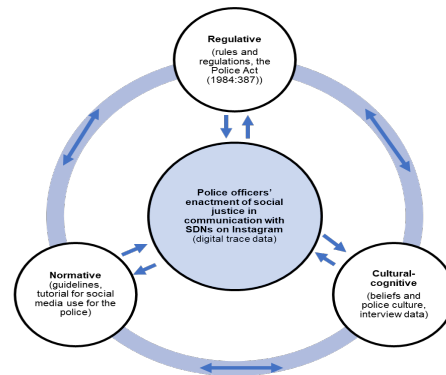 Regulative
(rules and
regulations, the
Police Act
(1984:387))
Police officers'
enactment of social
justice in
communication with
SDNs on Instagram
(digital trace data)
Normative
(guidelines,
tutorial for social
media use for the
police)
Cultural-
cognitive
(beliefs and
police culture,
interview data)